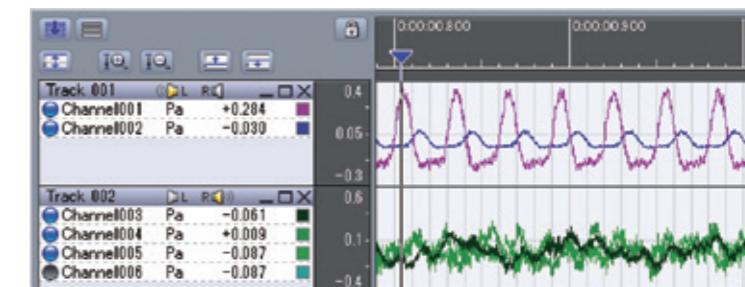 0:00:00.800 0:00:00.900
Track 001 L R
Channel001 Pa +0.284
Channel002 Pa -0.030
0.4
0.05
-0.3
Track 002 L R
Channel003 Pa -0.061
Channel004 Pa +0.009
Channel005 Pa -0.087
Channel006 Pa -0.087
0.6
0.1
-0.4